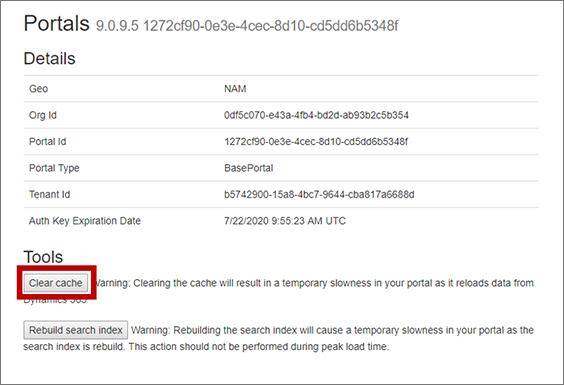 Portals 9.0.9.5 1272cf90-0e3e-4cec-8d10-cd5dd6b5348f
Details
Geo NAM
Org Id 0df5c070-e43a-4fb4-bd2d-ab93b2c5b354
Portal Id 1272cf90-0e3e-4cec-8d10-cd5dd6b5348f
Portal Type BasePortal
Tenant Id b5742900-15a8-4bc7-9644-cba817a6688d
Auth Key Expiration Date 7/22/2020 9:55:23 AM UTC
Tools
Clear cache Warning: Clearing the cache will result in a temporary slowness in your portal as it reloads data from
Dynamics 365
Rebuild search index Warning: Rebuilding the search index will cause a temporary slowness in your portal as the
search index is rebuild. This action should not be performed during peak load time.